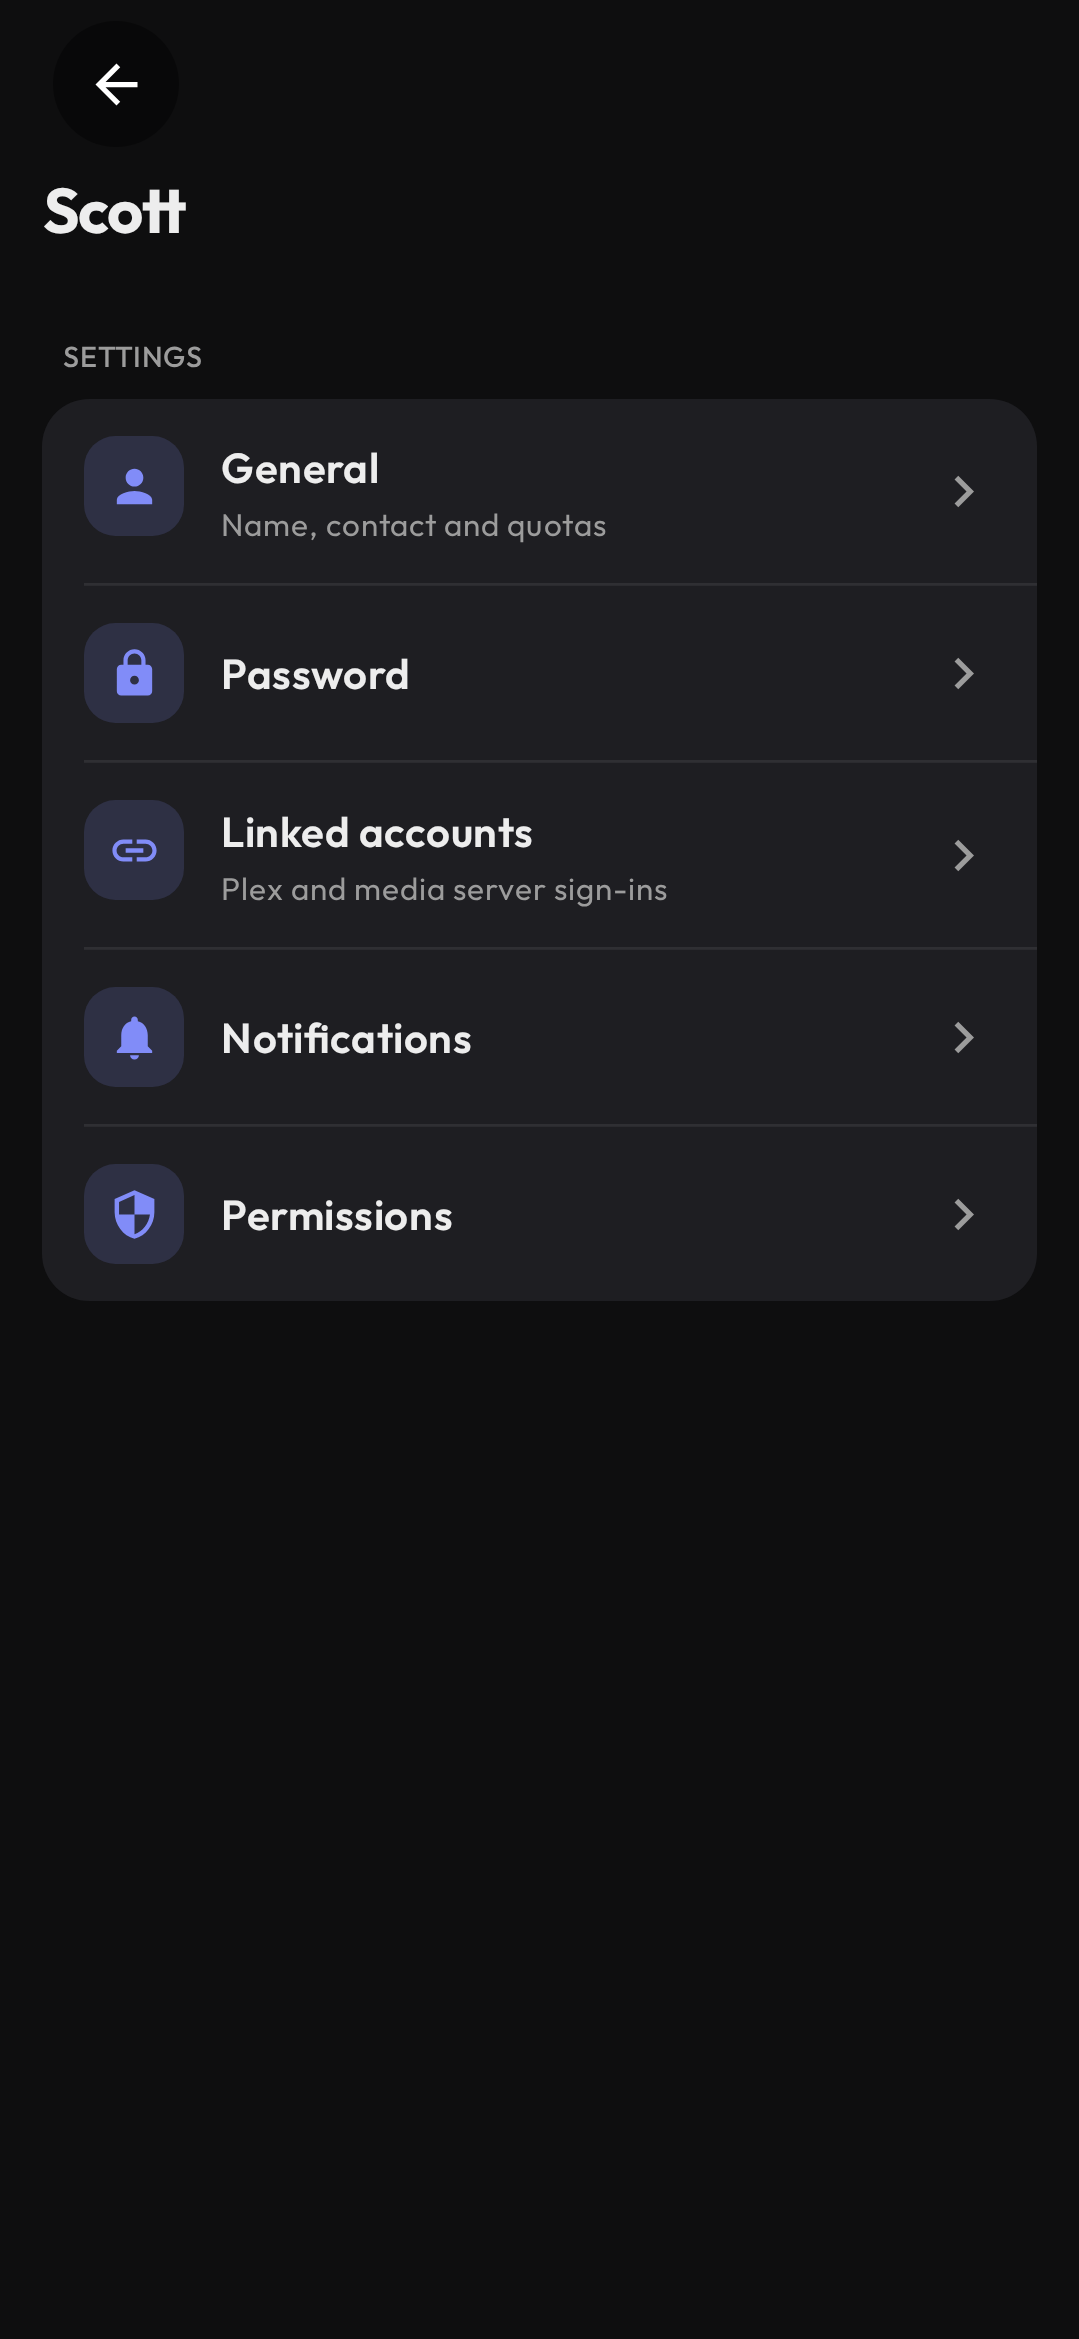 Scott
SETTINGS
General
Name, contact and quotas
Password
Linked accounts
Plex and media server sign-ins
Notifications
Permissions